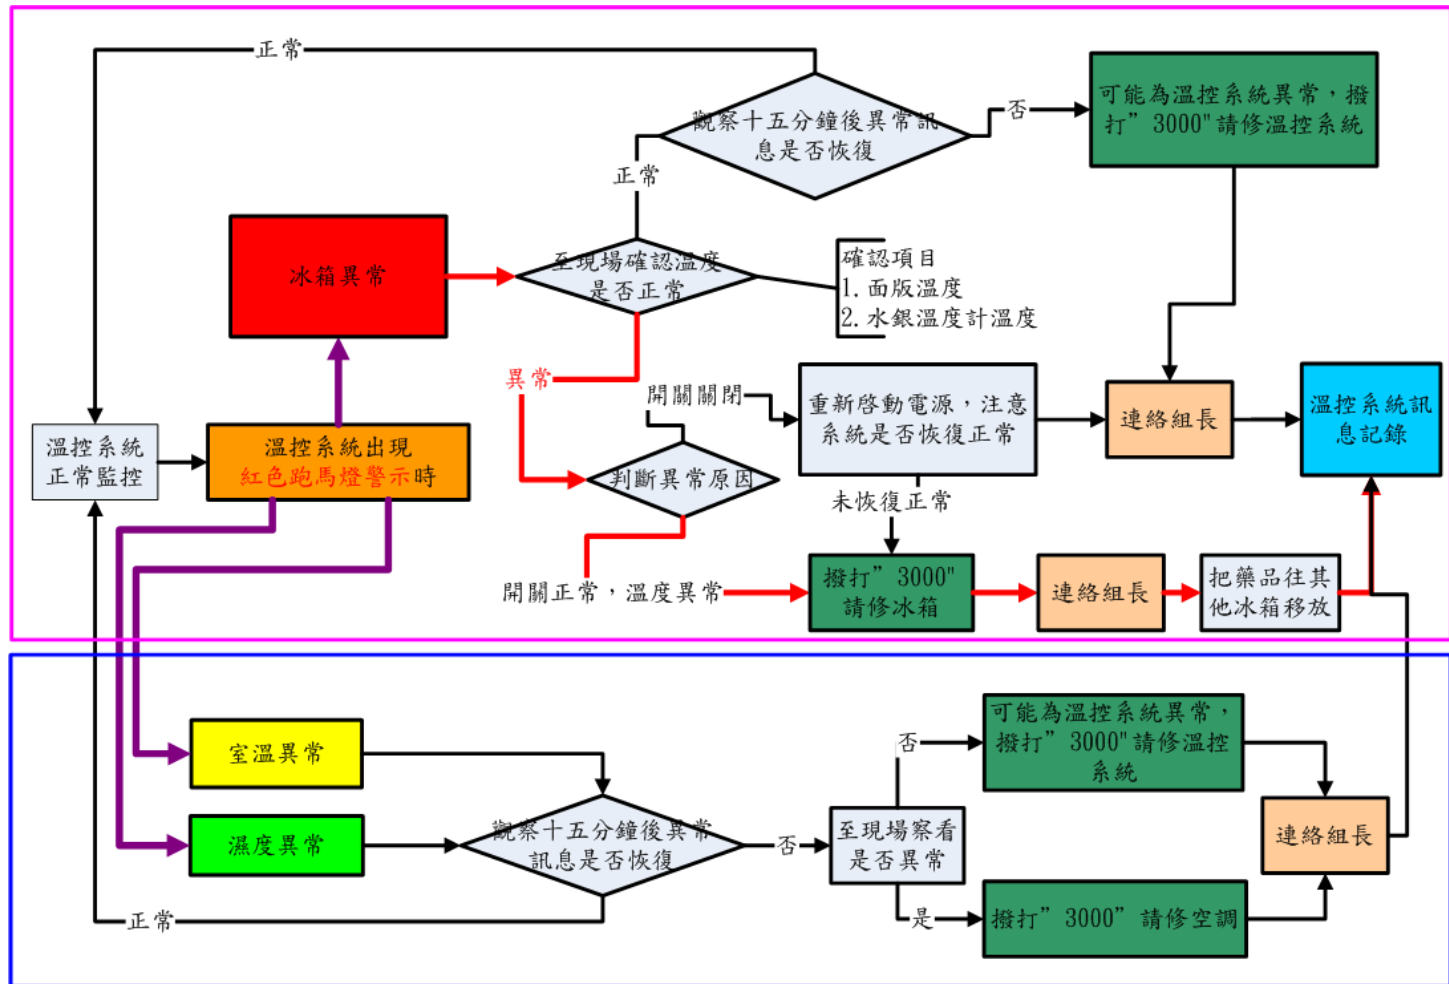 正常
觀察十五分鐘後異常訊
息是否恢復
否
可能為溫控系統異常，撥
打”3000"請修溫控系統
正常
冰箱異常
至現場確認溫度
是否正常
確認項目
1. 面版溫度
2. 水銀溫度計溫度
異常
開關關閉
重新啓動電源，注意
系統是否恢復正常
連絡組長
溫控系統訊
息記錄
溫控系統
正常監控
溫控系統出現
紅色跑馬燈警示時
判斷異常原因
未恢復正常
開關正常，溫度異常
撥打”3000"
請修冰箱
連絡組長
把藥品往其
他冰箱移放
室溫異常
否
可能為溫控系統異常，
撥打”3000"請修溫控
系統
濕度異常
觀察十五分鐘後異常
訊息是否恢復
否
至現場察看
是否異常
連絡組長
正常
是
撥打”3000”請修空調